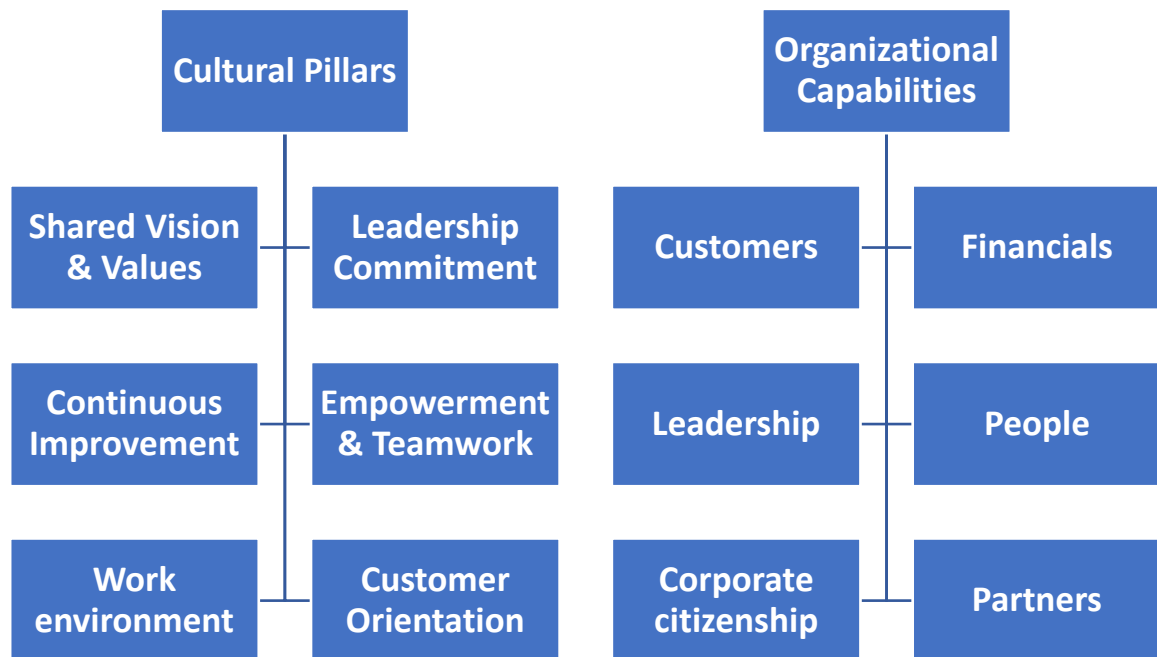 Cultural Pillars
Shared Vision
& Values
Leadership
Commitment
Continuous
Improvement
Empowerment
& Teamwork
Work
environment
Customer
Orientation
Organizational
Capabilities
Customers
Financials
Leadership
People
Corporate
citizenship
Partners